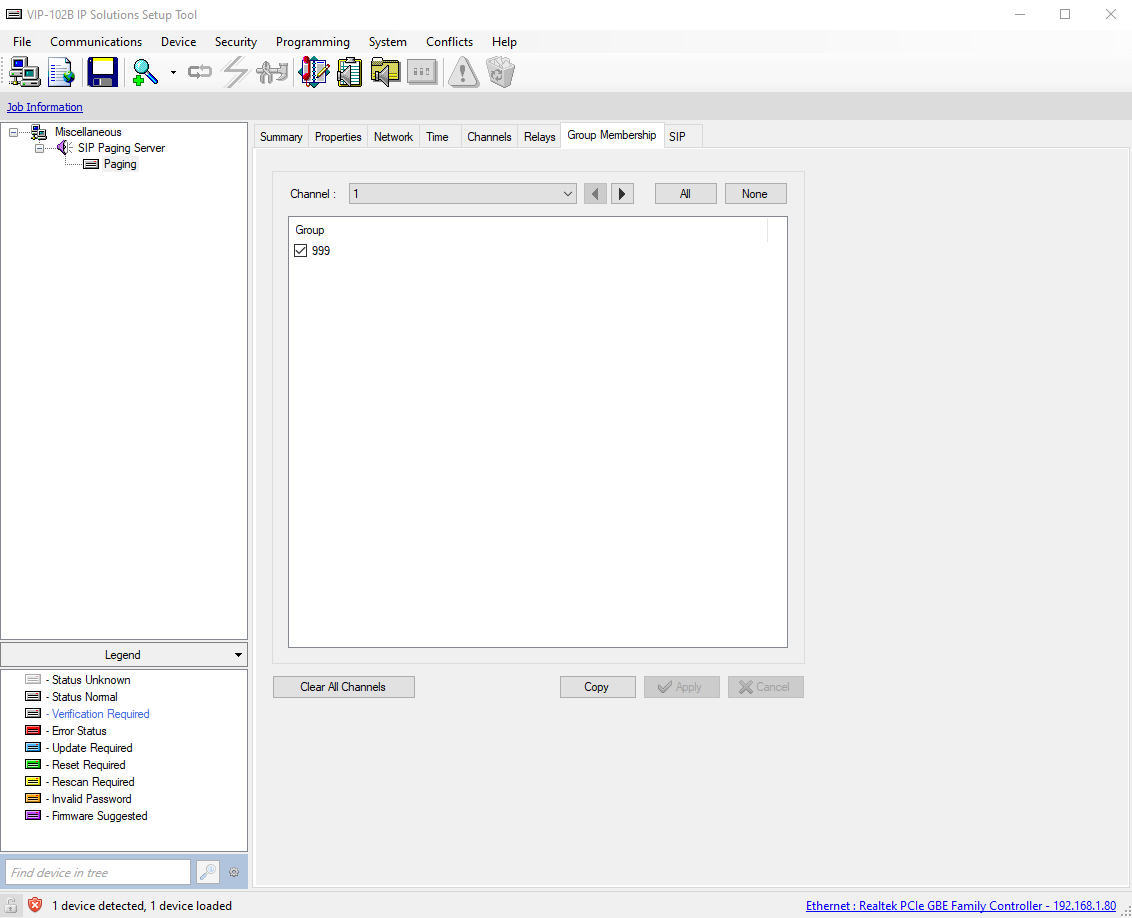 VIP-102B IP Solutions Setup Tool
File Communications Device Security Programming System Conflicts Help
Job Information
Miscellaneous
SIP Paging Server
Paging
Summary Properties Network Time Channels Relays Group Membership SIP
Channel : 1 All None
Group
999
Clear All Channels Copy Apply Cancel
Legend
- Status Unknown
- Status Normal
- Verification Required
- Error Status
- Update Required
- Reset Required
- Rescan Required
- Invalid Password
- Firmware Suggested
Find device in tree
1 device detected, 1 device loaded
Ethernet : Realtek PCIe GBE Family Controller - 192.168.1.80